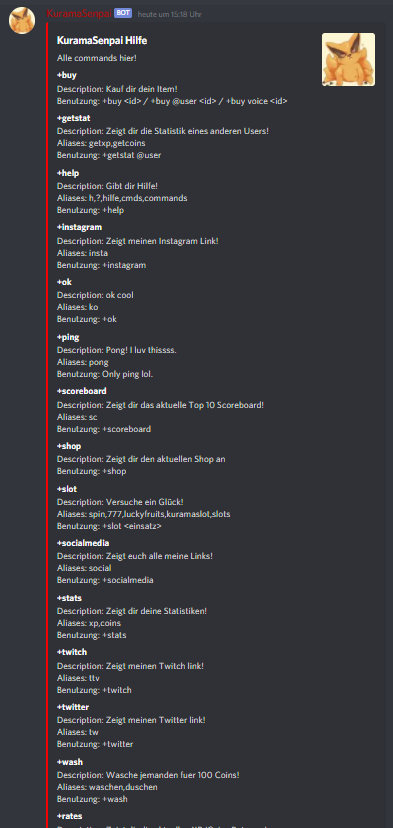 KuramaSenpai BOT heute um 15:18 Uhr
KuramaSenpai Hilfe
Alle commands hier!
+buy
Description: Kauf dir dein Item!
Benutzung: +buy <id> / +buy @user <id> / +buy voice <id>
+getstat
Description: Zeigt dir die Statistik eines anderen Users!
Aliases: getxp,getcoins
Benutzung: +getstat @user
+help
Description: Gibt dir Hilfe!
Aliases: h,?,hilfe,cmds,commands
Benutzung: +help
+instagram
Description: Zeigt meinen Instagram Link!
Aliases: insta
Benutzung: +instagram
+ok
Description: ok cool
Aliases: ko
Benutzung: +ok
+ping
Description: Pong! I luv thissss.
Aliases: pong
Benutzung: Only ping lol.
+scoreboard
Description: Zeigt dir das aktuelle Top 10 Scoreboard!
Aliases: sc
Benutzung: +scoreboard
+shop
Description: Zeigt dir den aktuellen Shop an
Benutzung: +shop
+slot
Description: Versuche ein Glück!
Aliases: spin,777,luckyfruits,kuramaslot,slots
Benutzung: +slot <einsatz>
+socialmedia
Description: Zeigt euch alle meine Links!
Aliases: social
Benutzung: +socialmedia
+stats
Description: Zeigt dir deine Statistiken!
Aliases: xp,coins
Benutzung: +stats
+twitch
Description: Zeigt meinen Twitch link!
Aliases: ttv
Benutzung: +twitch
+twitter
Description: Zeigt meinen Twitter link!
Aliases: tw
Benutzung: +twitter
+wash
Description: Wasche jemanden fuer 100 Coins!
Aliases: waschen,duschen
Benutzung: +wash
+rates